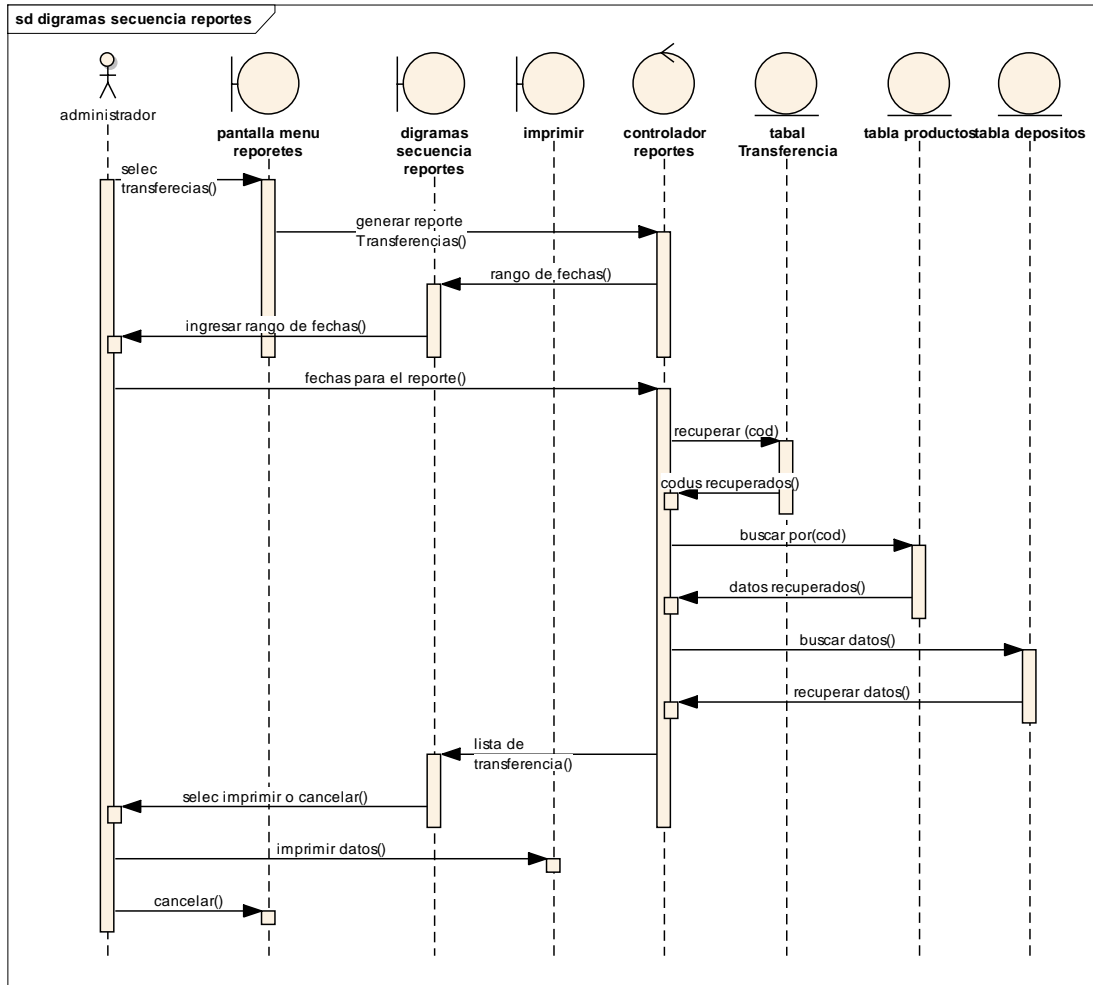 sd digramas secuencia reportes
administrador
pantalla menu
reporetes
digramas
secuencia
reportes
imprimir
controlador
reportes
tabal
Transferencia
tabla productos
tabla depositos
selec
transferecias()
generar reporte
Transferencias()
rango de fechas()
ingresar rango de fechas()
fechas para el reporte()
recuperar (cod)
codus recuperados()
buscar por(cod)
datos recuperados()
buscar datos()
recuperar datos()
lista de
transferencia()
selec imprimir o cancelar()
imprimir datos()
cancelar()